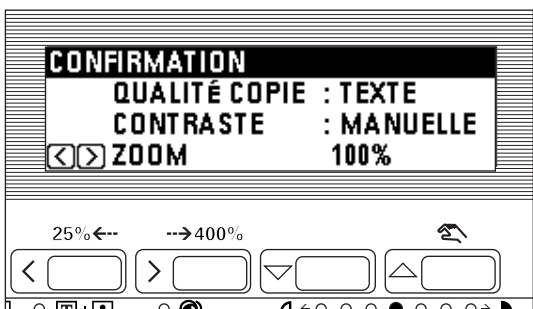 CONFIRMATION
QUALITÉ COPIE : TEXTE
CONTRASTE : MANUELLE
<> ZOOM 100%
25% ⇠ ⇢ 400%
< > ▽ △